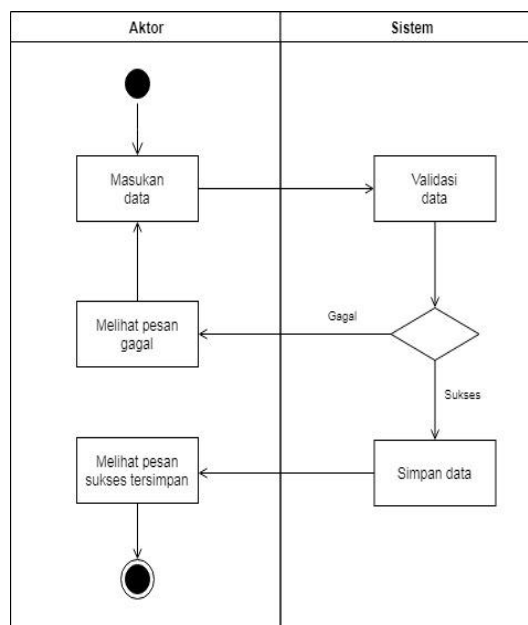 Aktor
Sistem
Masukan
data
Validasi
data
Melihat pesan
gagal
Gagal
Sukses
Melihat pesan
sukses tersimpan
Simpan data